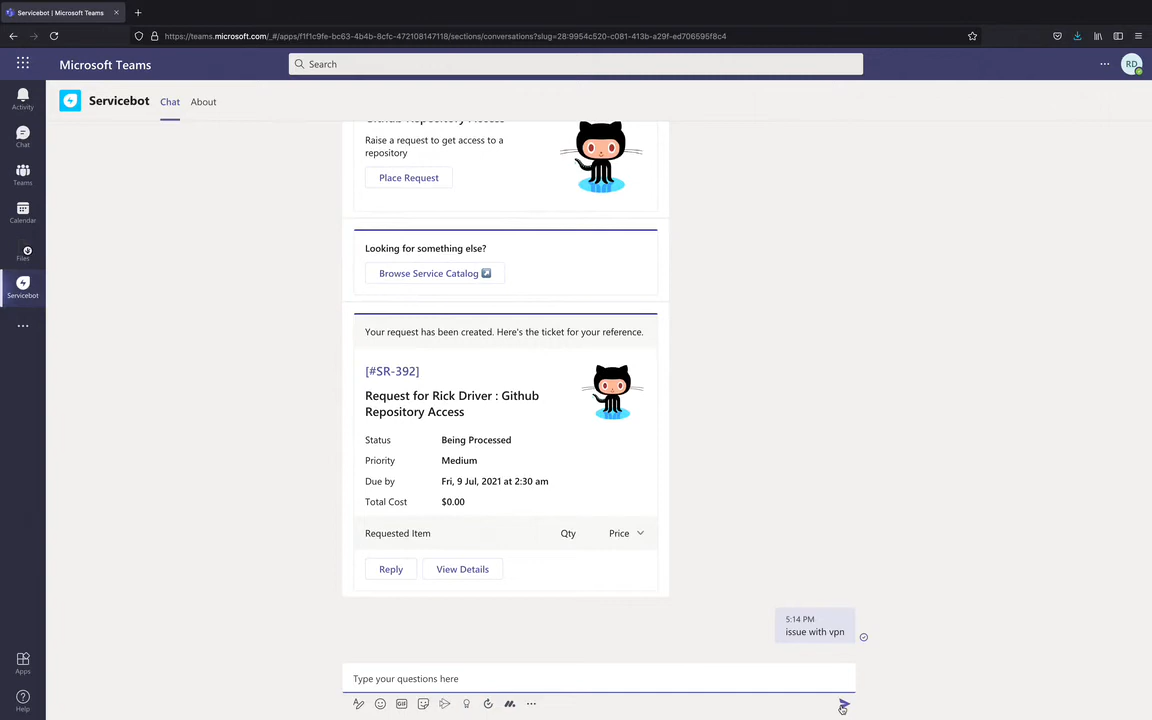 Servicebot | Microsoft Teams
https://teams.microsoft.com/_#/apps/f1f1c9fe-bc63-4b4b-8cfc-472108147118/sections/conversations?slug=28:9954c520-c081-413b-a29f-ed706595f8c4
Microsoft Teams
Search
RD
Activity
Chat
Teams
Calendar
Files
Servicebot
Apps
Help
Servicebot
Chat
About
Github Repository Access
Raise a request to get access to a
repository
Place Request
Looking for something else?
Browse Service Catalog
Your request has been created. Here's the ticket for your reference.
[#SR-392]
Request for Rick Driver : Github
Repository Access
Status Being Processed
Priority Medium
Due by Fri, 9 Jul, 2021 at 2:30 am
Total Cost $0.00
Requested Item Qty Price
Reply
View Details
5:14 PM
issue with vpn
Type your questions here
GIF